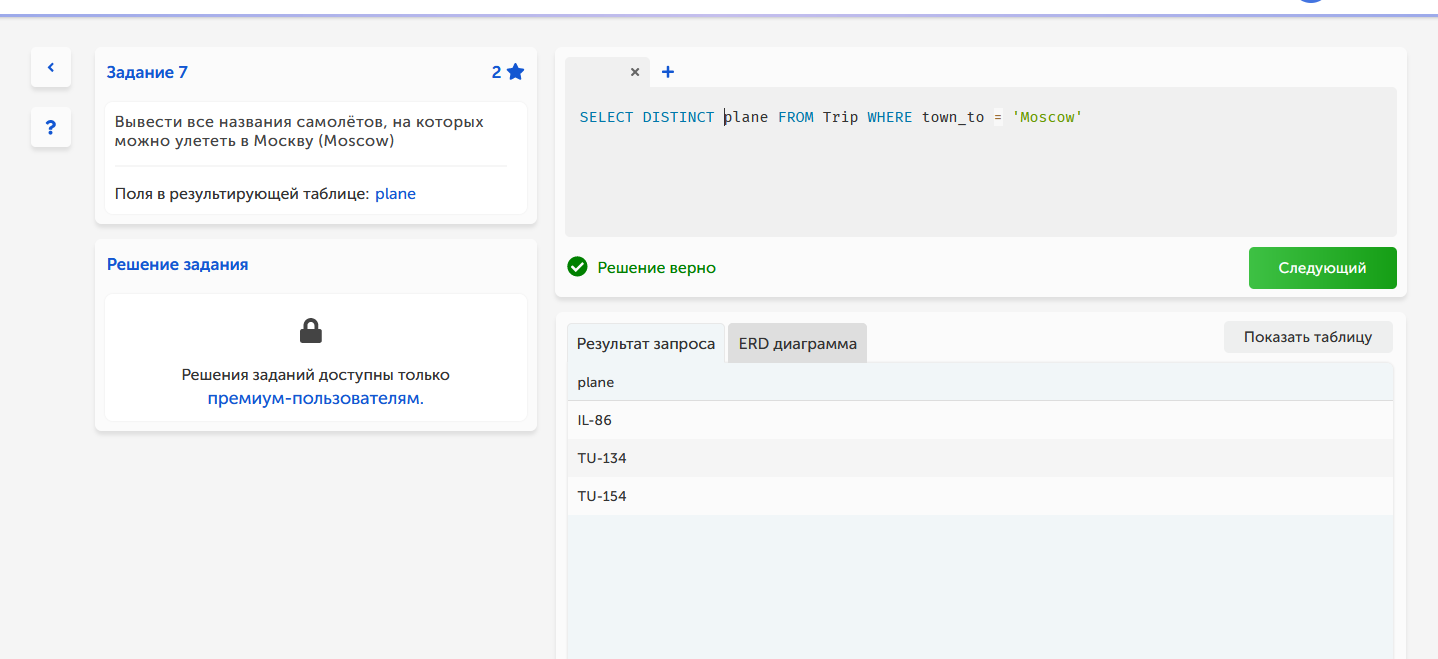 Задание 7
2
Вывести все названия самолётов, на которых
можно улететь в Москву (Moscow)
Поля в результирующей таблице: plane
?
Решение задания
Решения заданий доступны только
премиум-пользователям.
× +
SELECT DISTINCT plane FROM Trip WHERE town_to = 'Moscow'
Решение верно
Следующий
Результат запроса
ERD диаграмма
Показать таблицу
plane
IL-86
TU-134
TU-154